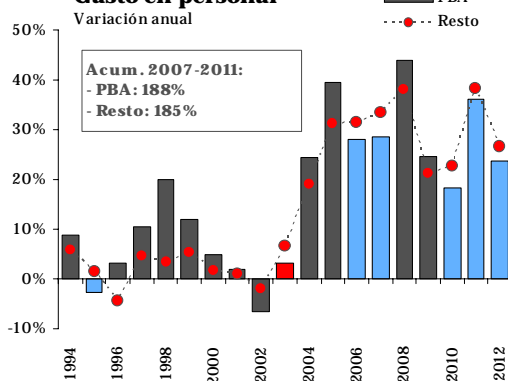 Gasto en personal
Variación anual
PBA
Resto
50%
40%
30%
20%
10%
0%
-10%
Acum. 2007-2011:
- PBA: 188%
- Resto: 185%
1994
1996
1998
2000
2002
2004
2006
2008
2010
2012